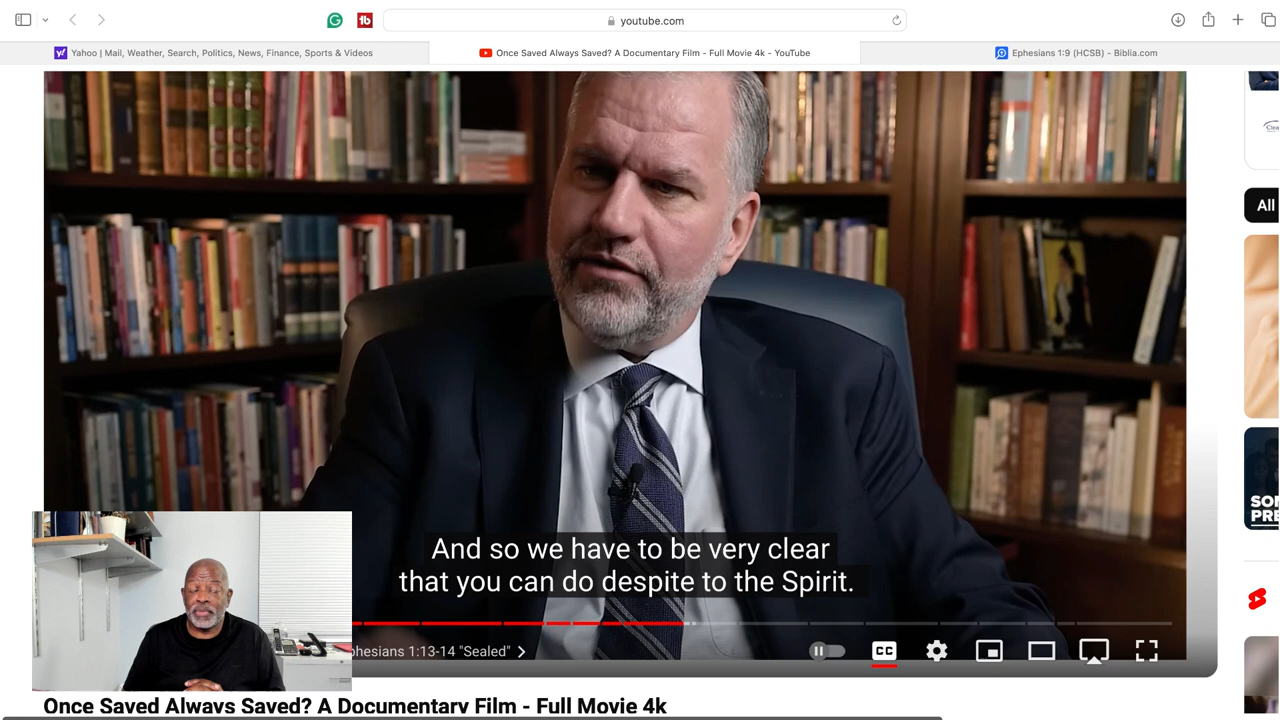 youtube.com
Yahoo | Mail, Weather, Search, Politics, News, Finance, Sports & Videos
Once Saved Always Saved? A Documentary Film - Full Movie 4k - YouTube
Ephesians 1:9 (HCSB) - Biblia.com
All
And so we have to be very clear
that you can do despite to the Spirit.
phesians 1:13-14 "Sealed"
CC
Once Saved Always Saved? A Documentary Film - Full Movie 4k